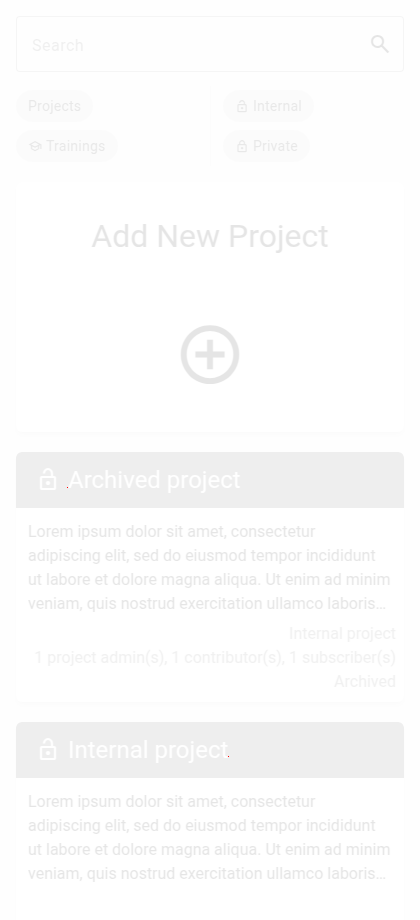 Search
Projects
Internal
Trainings
Private
Add New Project
Archived project
Lorem ipsum dolor sit amet, consectetur
adipiscing elit, sed do eiusmod tempor incididunt
ut labore et dolore magna aliqua. Ut enim ad minim
veniam, quis nostrud exercitation ullamco laboris...
Internal project
1 project admin(s), 1 contributor(s), 1 subscriber(s)
Archived
Internal project
Lorem ipsum dolor sit amet, consectetur
adipiscing elit, sed do eiusmod tempor incididunt
ut labore et dolore magna aliqua. Ut enim ad minim
veniam, quis nostrud exercitation ullamco laboris...